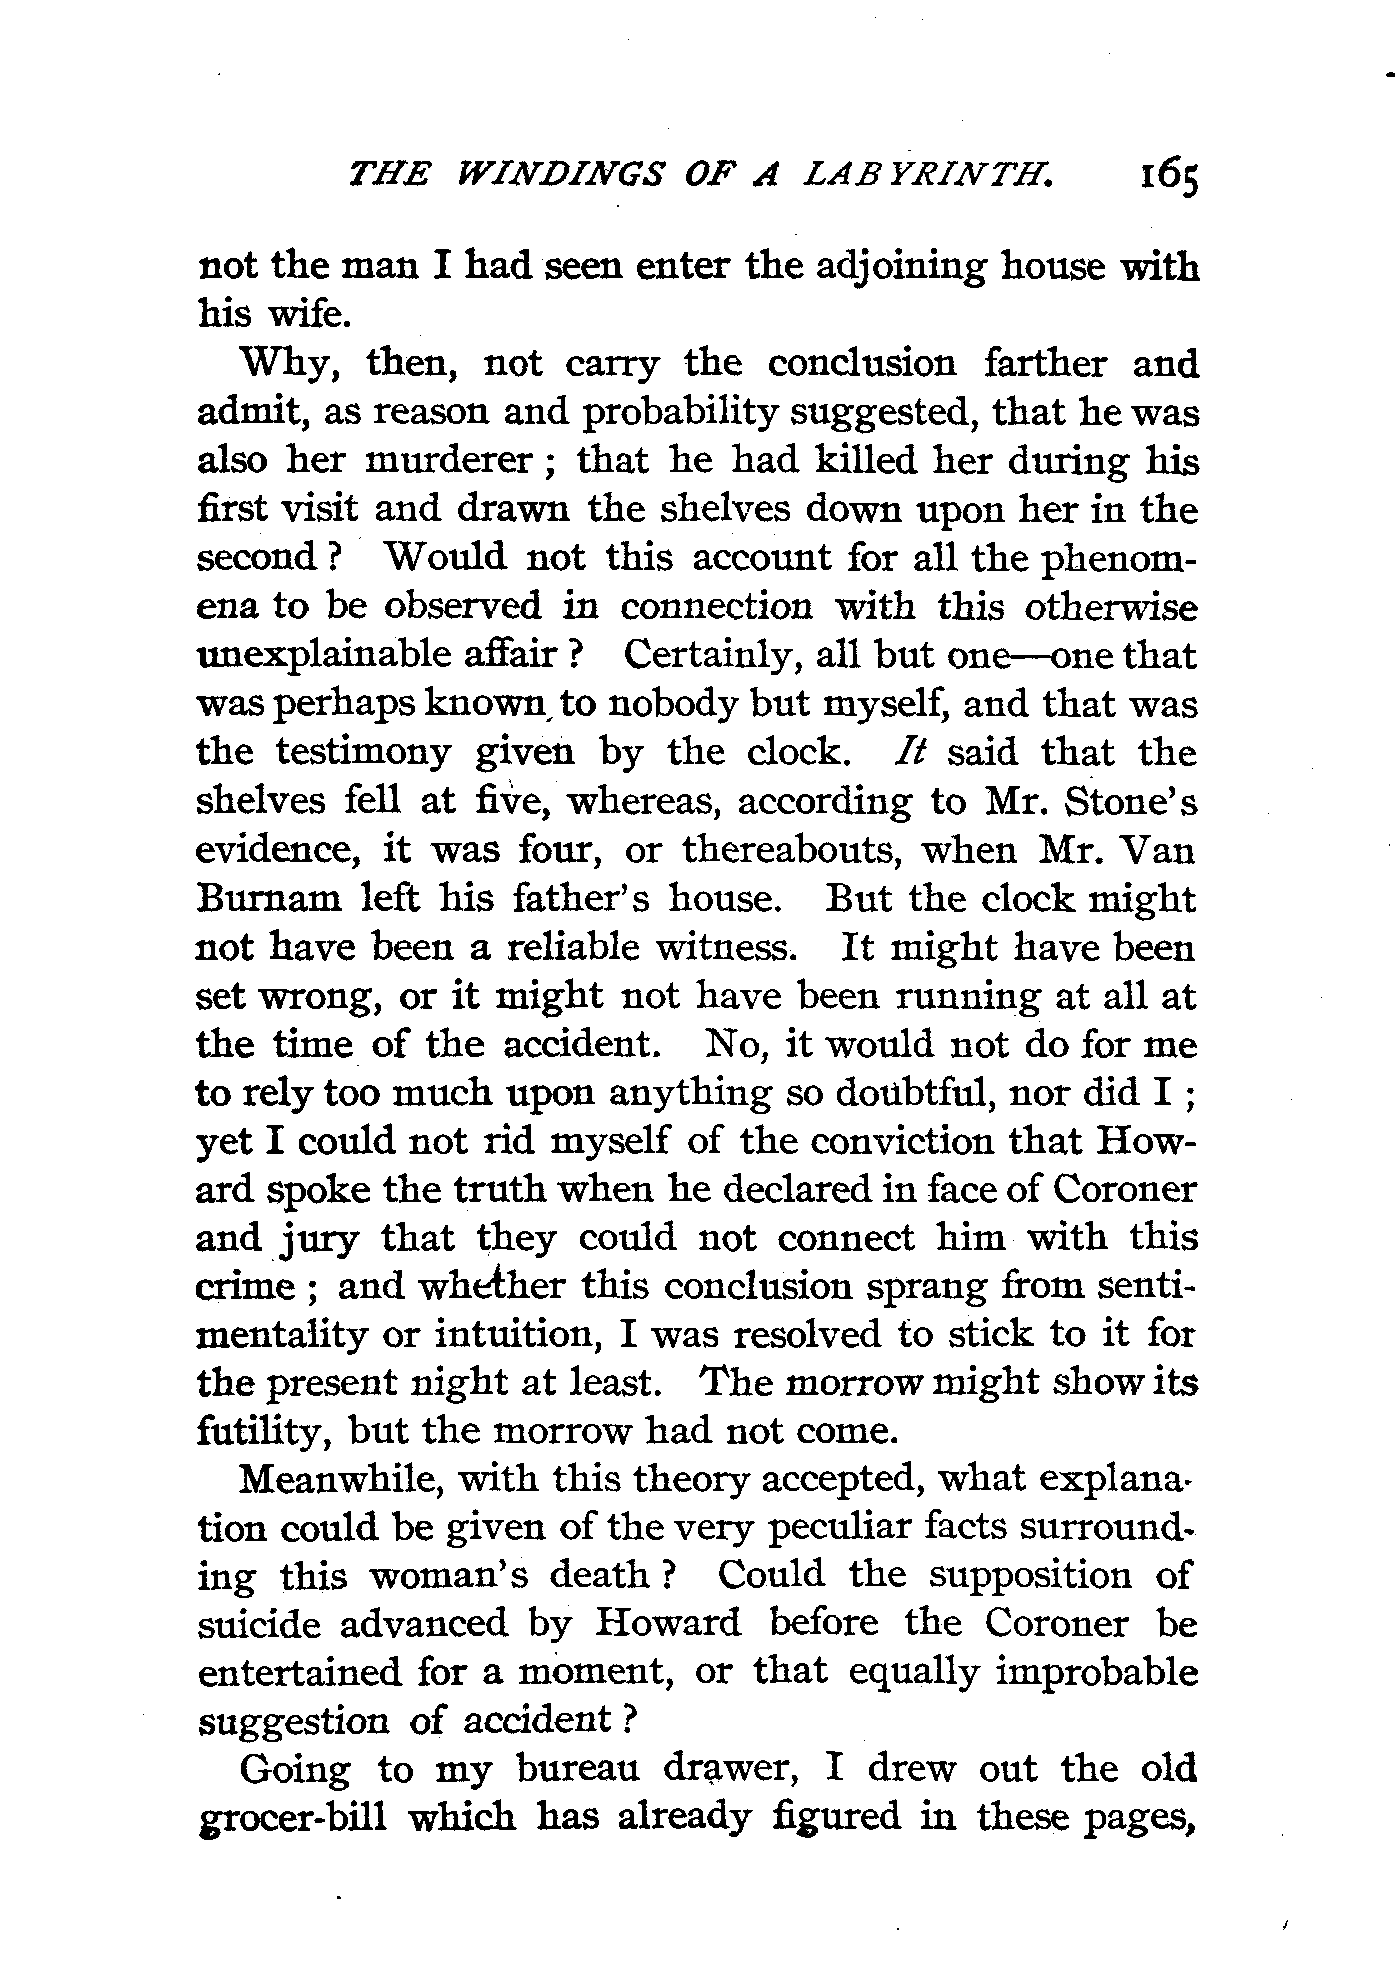 THE WINDINGS OF A LABYRINTH. 165
not the man I had seen enter the adjoining house with
his wife.
Why, then, not carry the conclusion farther and
admit, as reason and probability suggested, that he was
also her murderer ; that he had killed her during his
first visit and drawn the shelves down upon her in the
second ? Would not this account for all the phenom-
ena to be observed in connection with this otherwise
unexplainable affair ? Certainly, all but one—one that
was perhaps known to nobody but myself, and that was
the testimony given by the clock. It said that the
shelves fell at five, whereas, according to Mr. Stone's
evidence, it was four, or thereabouts, when Mr. Van
Burnam left his father's house. But the clock might
not have been a reliable witness. It might have been
set wrong, or it might not have been running at all at
the time of the accident. No, it would not do for me
to rely too much upon anything so doubtful, nor did I ;
yet I could not rid myself of the conviction that How-
ard spoke the truth when he declared in face of Coroner
and jury that they could not connect him with this
crime ; and whether this conclusion sprang from senti-
mentality or intuition, I was resolved to stick to it for
the present night at least. The morrow might show its
futility, but the morrow had not come.
Meanwhile, with this theory accepted, what explana-
tion could be given of the very peculiar facts surround-
ing this woman's death ? Could the supposition of
suicide advanced by Howard before the Coroner be
entertained for a moment, or that equally improbable
suggestion of accident ?
Going to my bureau drawer, I drew out the old
grocer-bill which has already figured in these pages,